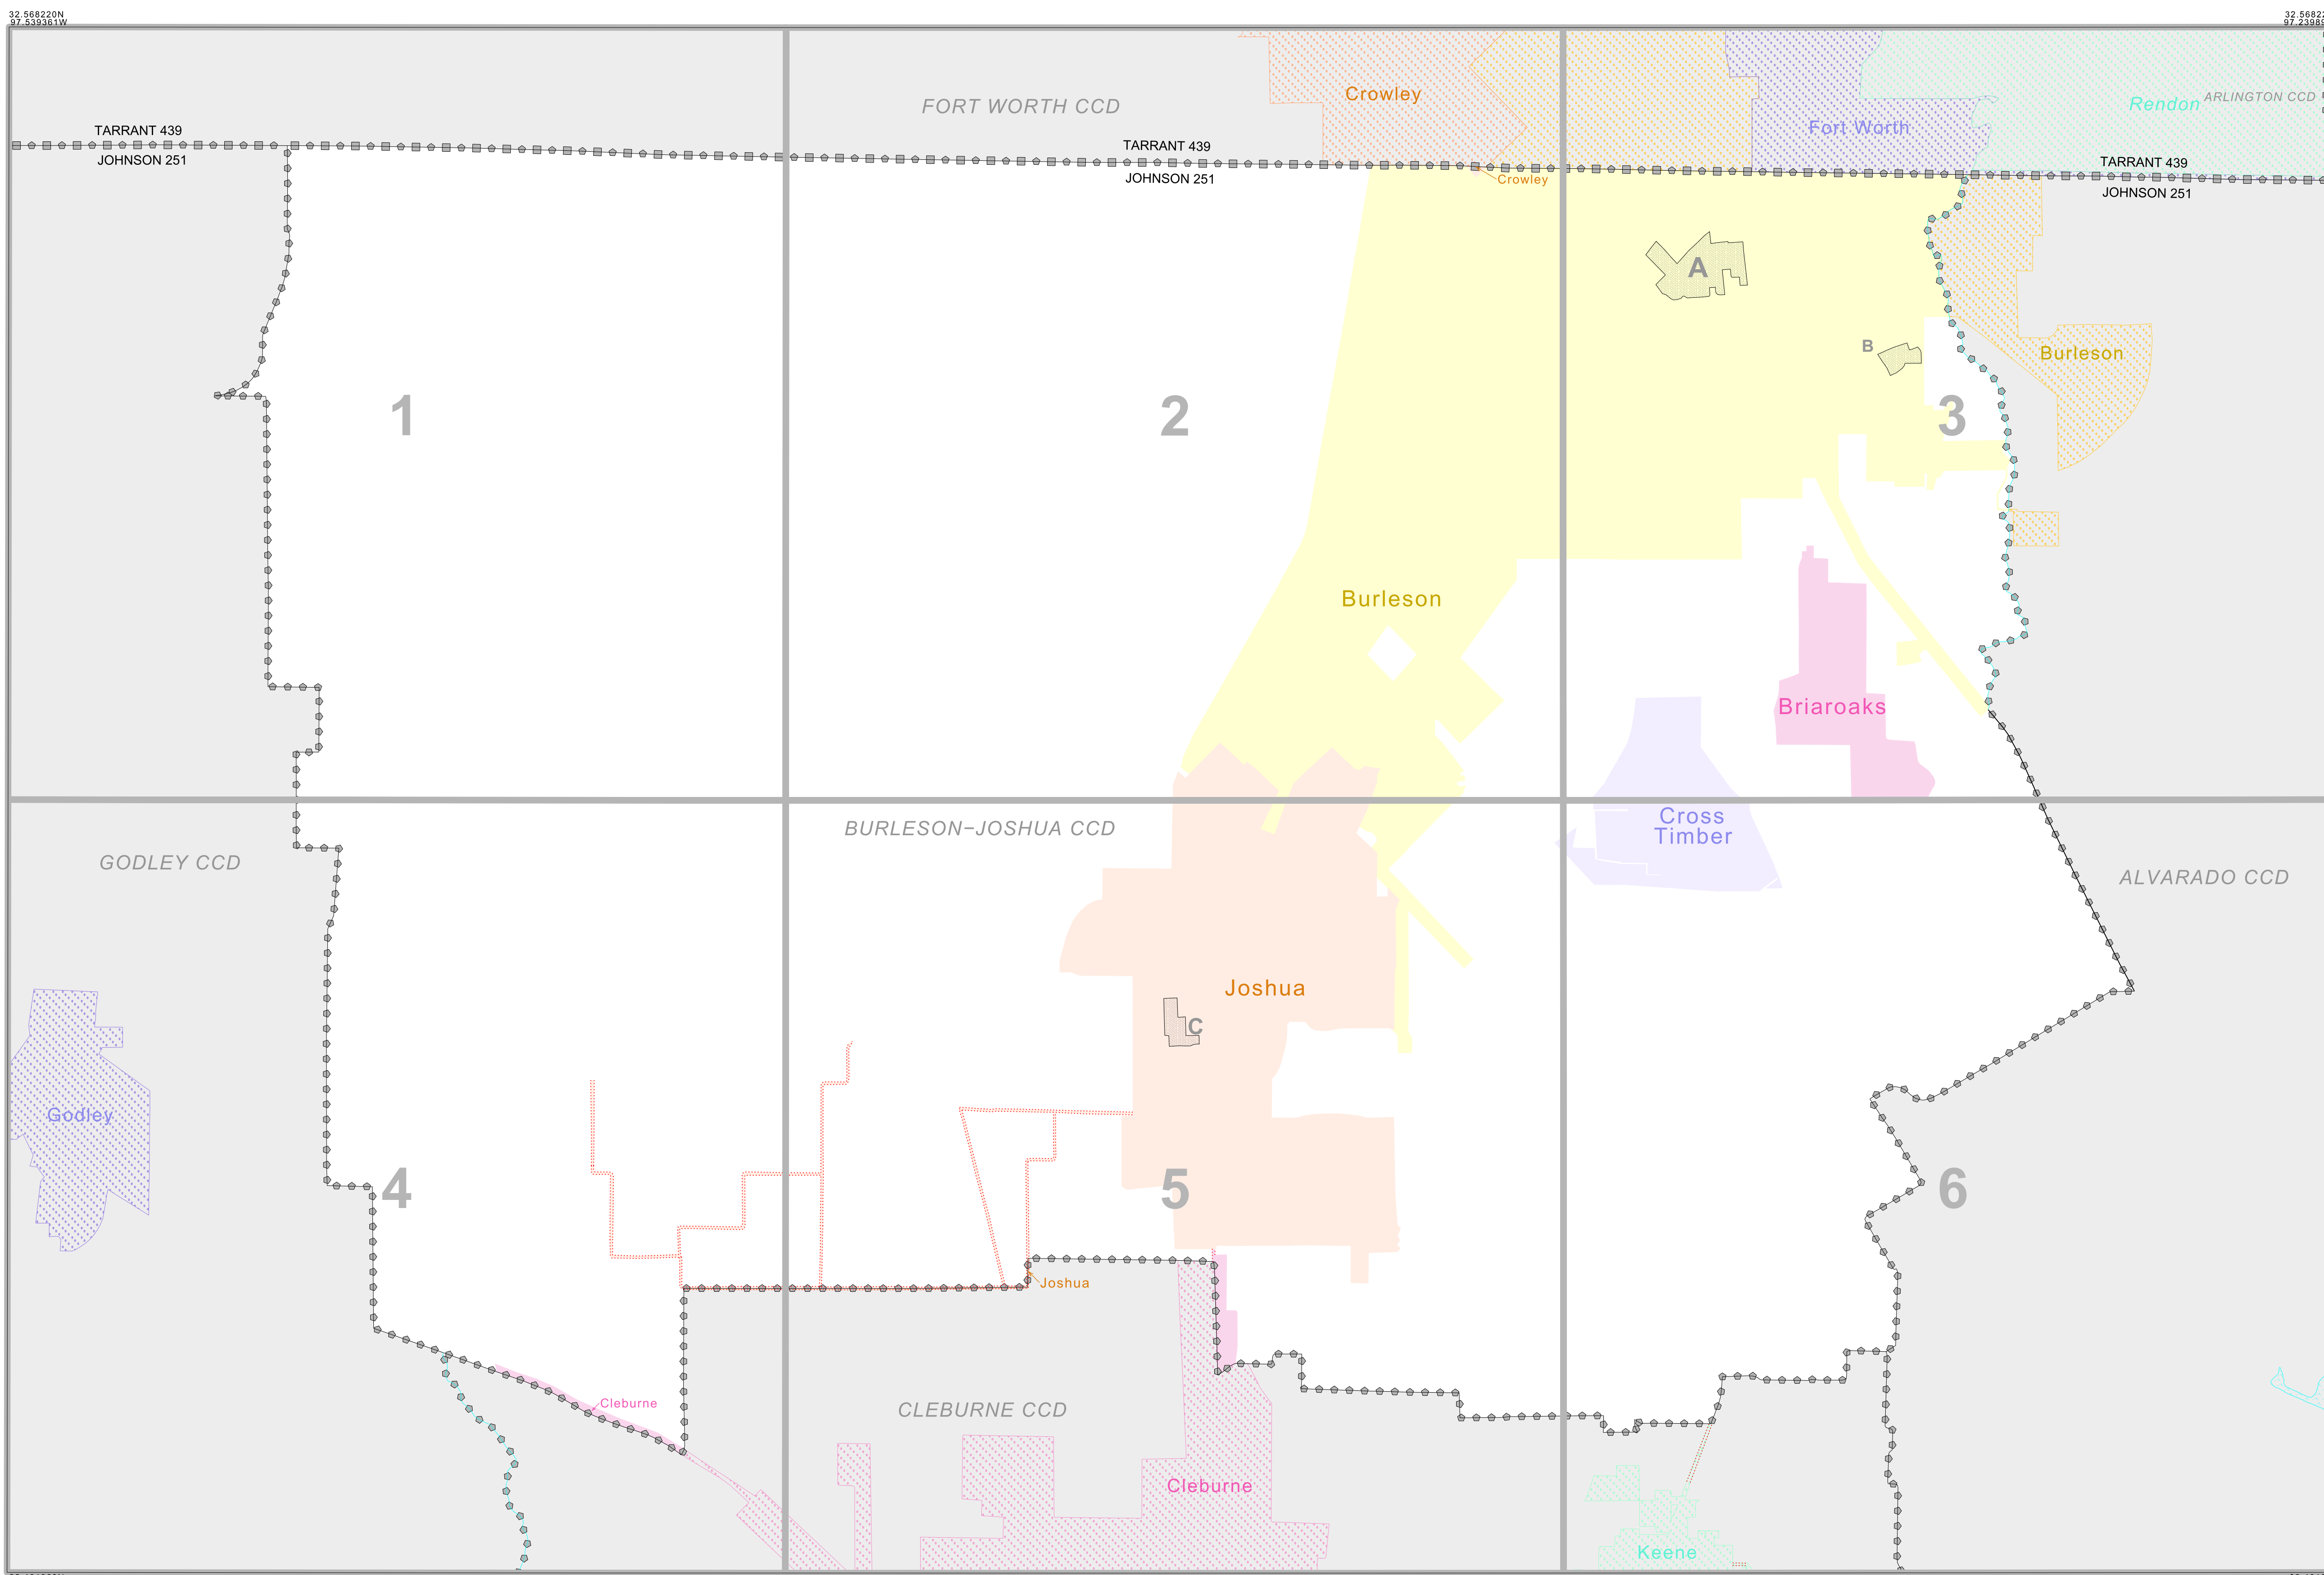 32.568220N
97.539361W
FORT WORTH CCD
Crowley
Fort Worth
Rendon
ARLINGTON CCD
TARRANT 439
JOHNSON 251
TARRANT 439
JOHNSON 251
Crowley
TARRANT 439
JOHNSON 251
A
B
Burleson
1
2
3
Burleson
Briaroaks
Cross
Timber
BURLESON–JOSHUA CCD
GODLEY CCD
ALVARADO CCD
Joshua
C
Godley
4
5
6
Joshua
Cleburne
CLEBURNE CCD
Cleburne
Keene